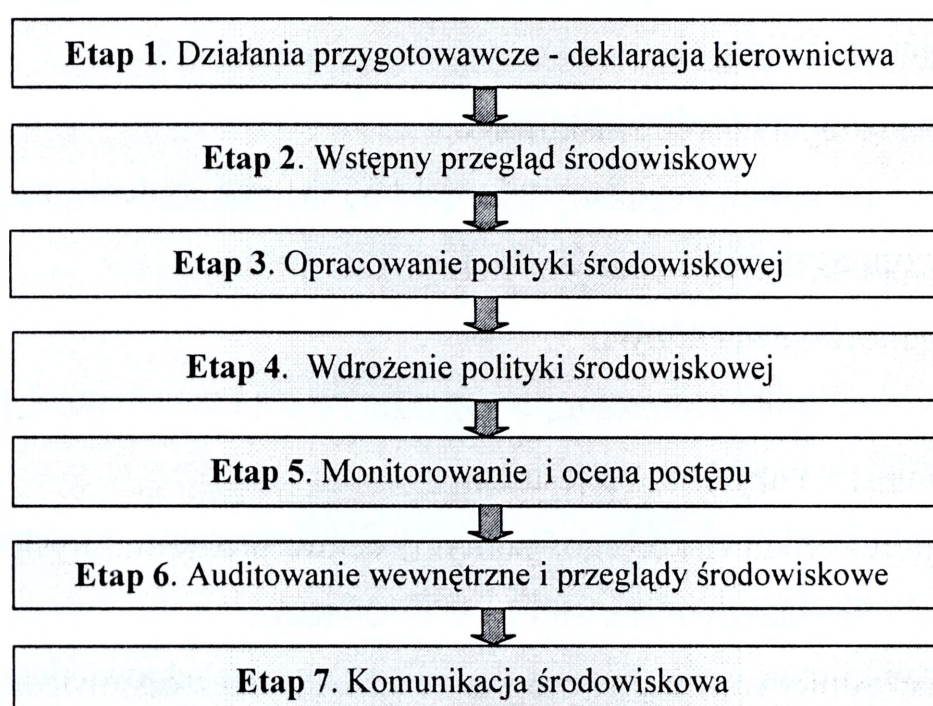 Etap 1. Działania przygotowawcze - deklaracja kierownictwa
Etap 2. Wstępny przegląd środowiskowy
Etap 3. Opracowanie polityki środowiskowej
Etap 4. Wdrożenie polityki środowiskowej
Etap 5. Monitorowanie i ocena postępu
Etap 6. Auditowanie wewnętrzne i przeglądy środowiskowe
Etap 7. Komunikacja środowiskowa